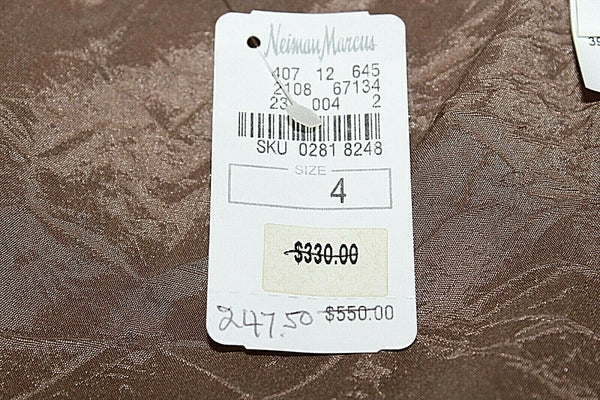 Neiman Marcus
407 12 645
2108 67134
23 004 2
SKU 0281 8248
SIZE
4
$330.00
247.50 $550.00
39